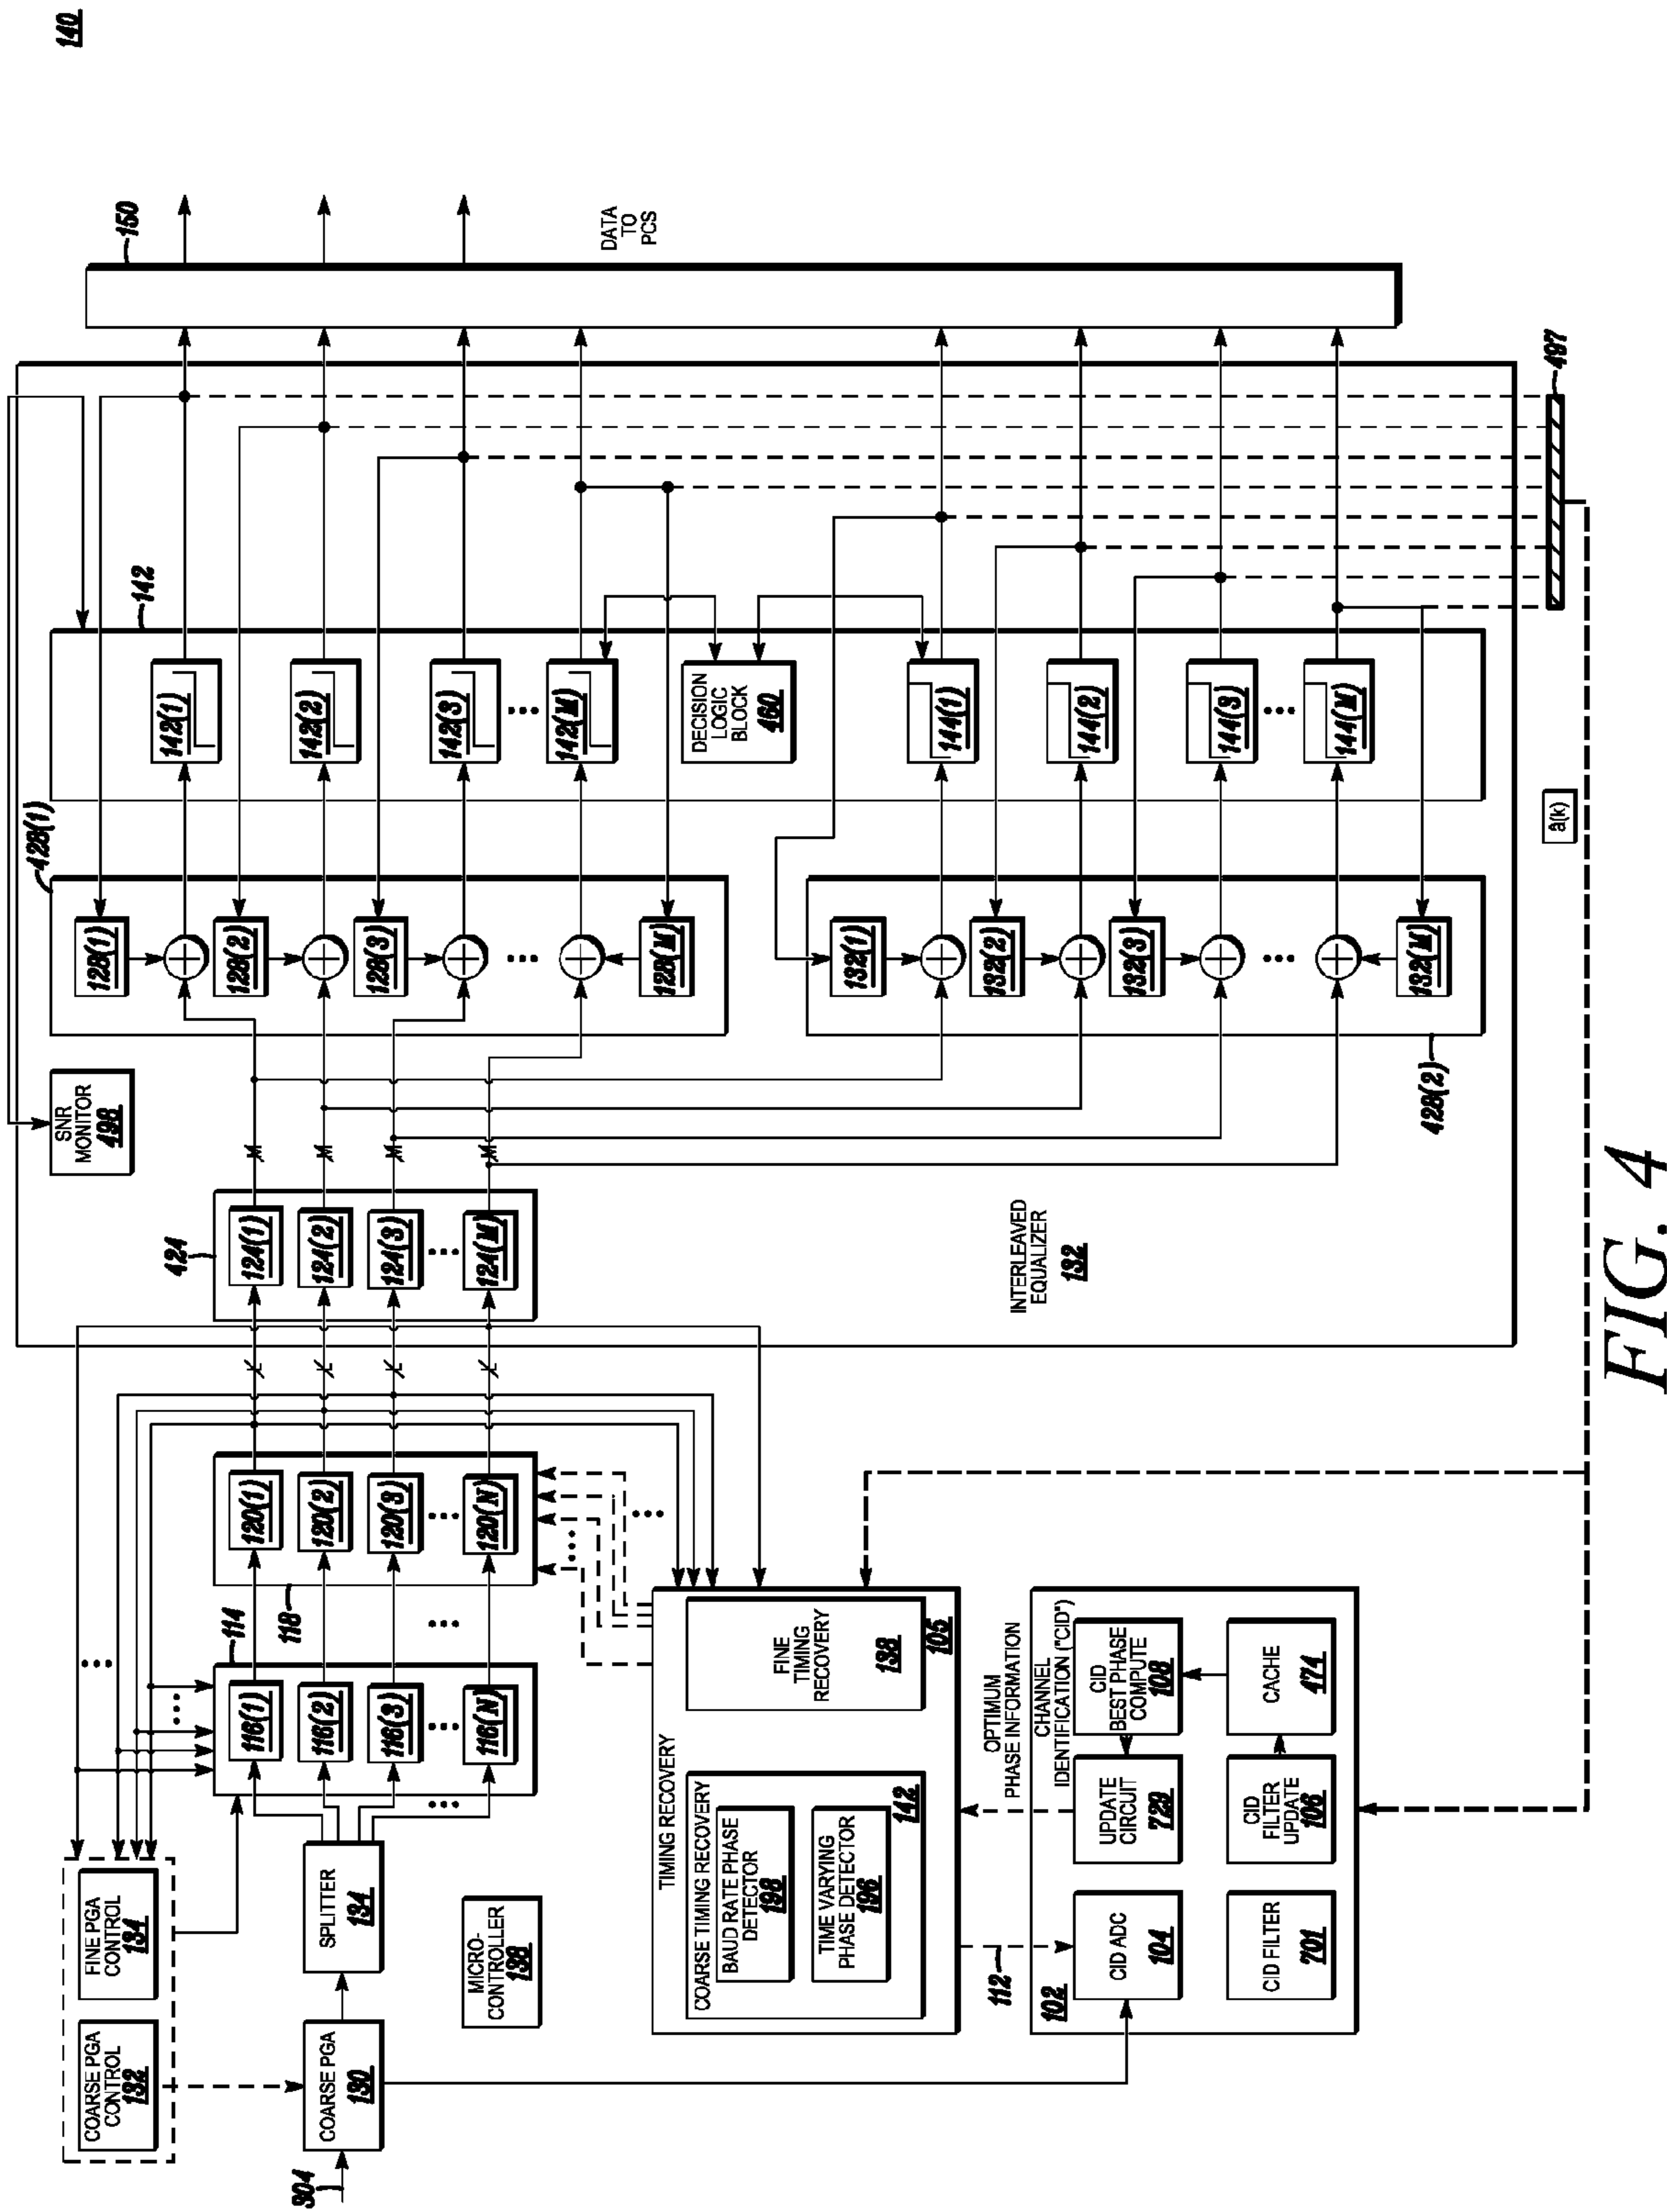 140
COARSE PGA
CONTROL
132
FINE PGA
CONTROL
134
304
COARSE PGA
130
SPLITTER
134
MICRO-
CONTROLLER
138
114
116(1)
116(2)
116(3)
116(N)
118
120(1)
120(2)
120(3)
120(N)
L
L
L
L
424
124(1)
124(2)
124(3)
124(M)
M
M
M
M
SNR
MONITOR
498
INTERLEAVED
EQUALIZER
132
428(1)
128(1)
128(2)
128(3)
128(M)
428(2)
132(1)
132(2)
132(3)
132(M)
142
142(1)
142(2)
142(3)
142(M)
DECISION
LOGIC
BLOCK
460
144(1)
144(2)
144(3)
144(M)
150
DATA
TO
PCS
497
â(k)
TIMING RECOVERY
COARSE TIMING RECOVERY
BAUD RATE PHASE
DETECTOR
198
TIME VARYING
PHASE DETECTOR
196
142
FINE
TIMING
RECOVERY
138
105
112
OPTIMUM
PHASE INFORMATION
102
CHANNEL
IDENTIFICATION ("CID")
CID ADC
104
UPDATE
CIRCUIT
729
CID
BEST PHASE
COMPUTE
108
CID FILTER
701
CID
FILTER
UPDATE
106
CACHE
474
FIG. 4